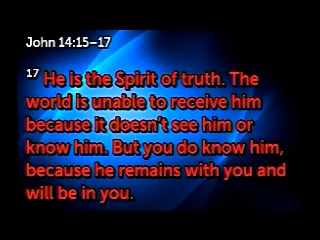 John 14:15–17
17 He is the Spirit of truth. The
world is unable to receive him
because it doesn't see him or
know him. But you do know him,
because he remains with you and
will be in you.